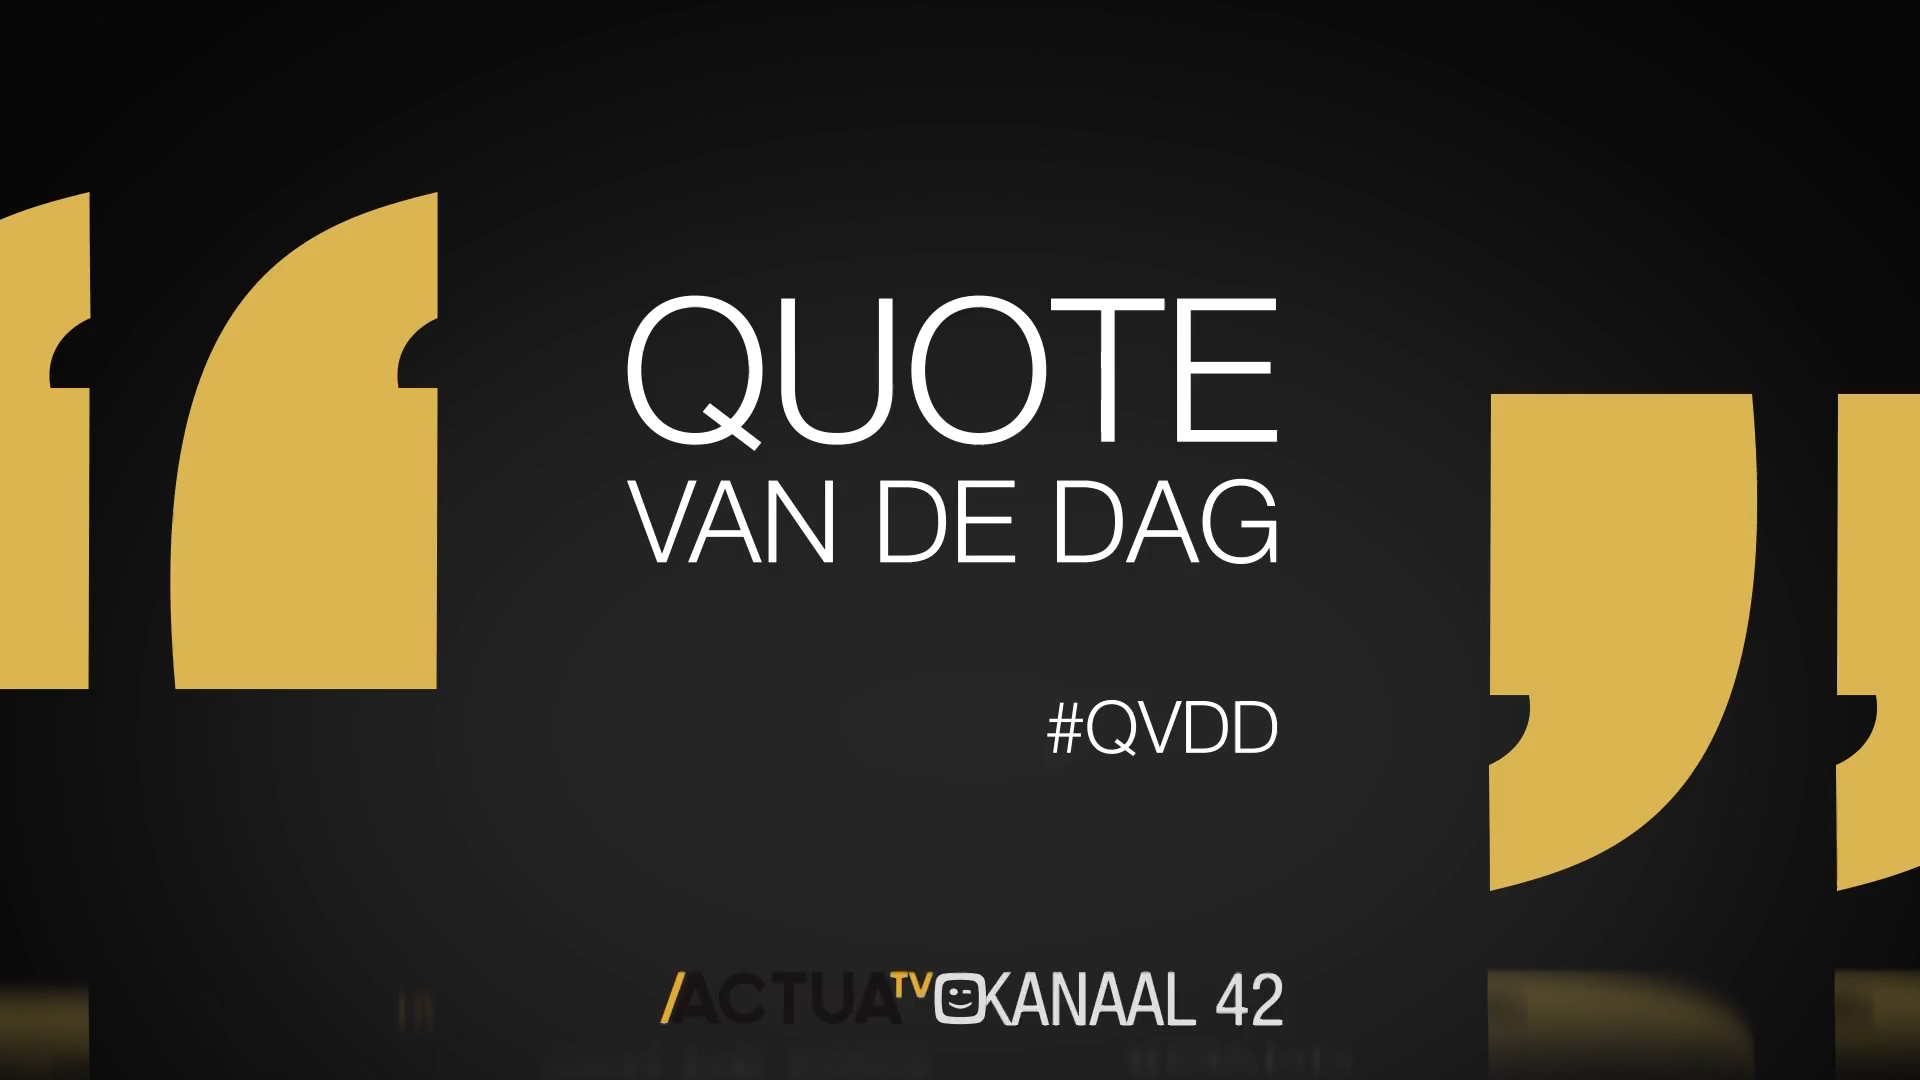 QUOTE
VAN DE DAG
#QVDD
/ACTUA TV KANAAL 42